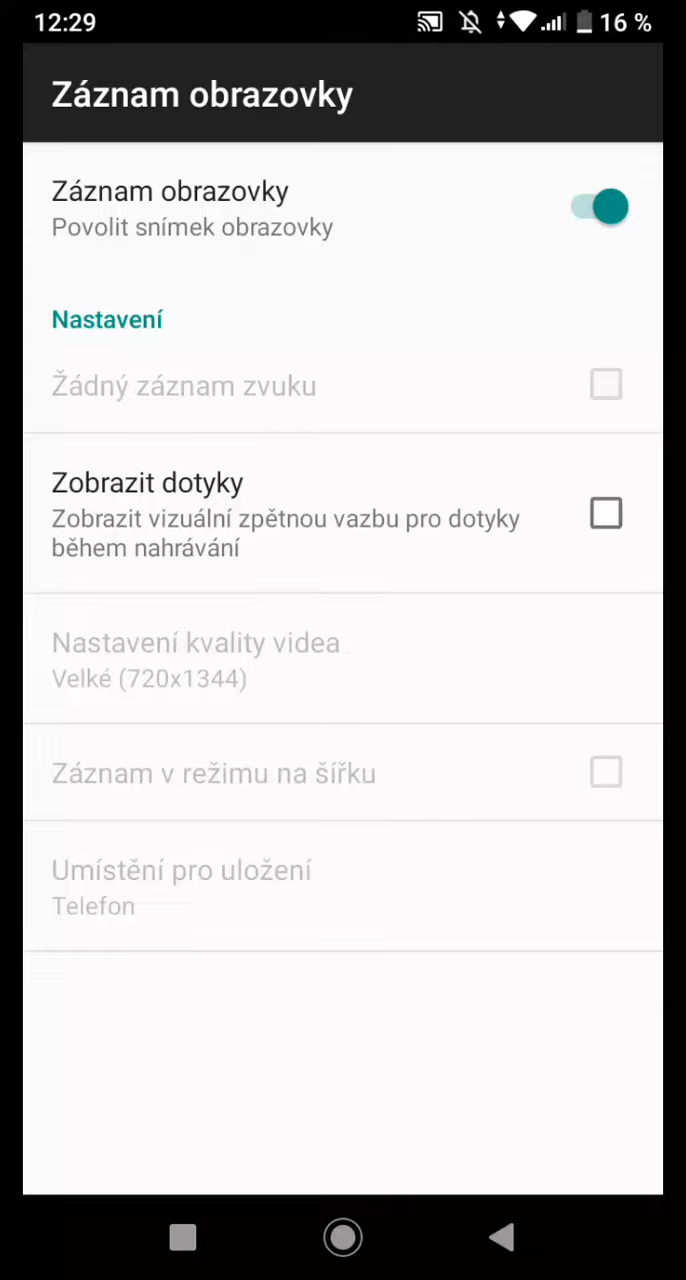 12:29
16 %
Záznam obrazovky
Záznam obrazovky
Povolit snímek obrazovky
Nastavení
Žádný záznam zvuku
Zobrazit dotyky
Zobrazit vizuální zpětnou vazbu pro dotyky
během nahrávání
Nastavení kvality videa
Velké (720x1344)
Záznam v režimu na šířku
Umístění pro uložení
Telefon